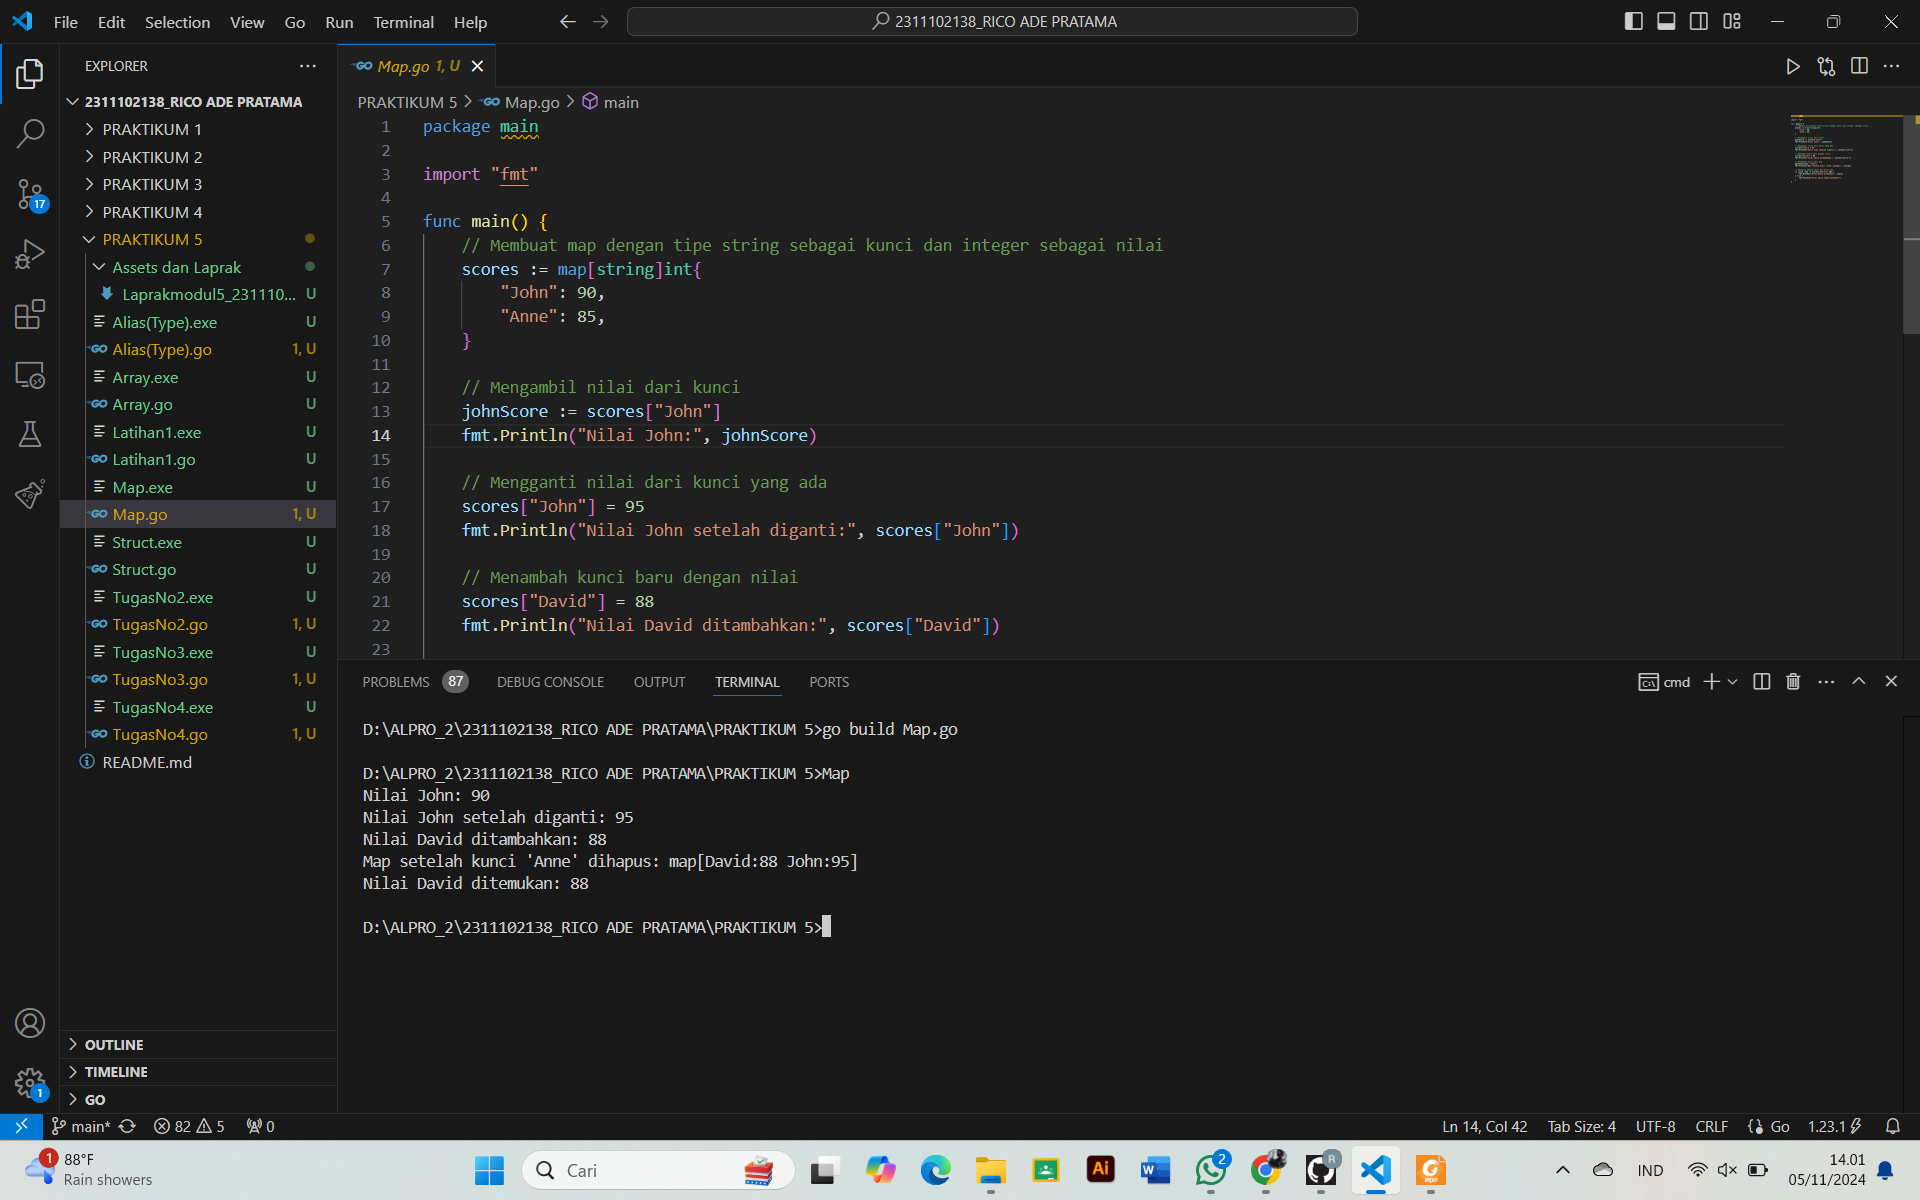 File Edit Selection View Go Run Terminal Help
2311102138_RICO ADE PRATAMA
EXPLORER
2311102138_RICO ADE PRATAMA
PRAKTIKUM 1
PRAKTIKUM 2
PRAKTIKUM 3
PRAKTIKUM 4
PRAKTIKUM 5
Assets dan Laprak
Laprakmodul5_231110... U
Alias(Type).exe U
Alias(Type).go 1, U
Array.exe U
Array.go U
Latihan1.exe U
Latihan1.go U
Map.exe U
Map.go 1, U
Struct.exe U
Struct.go U
TugasNo2.exe U
TugasNo2.go 1, U
TugasNo3.exe U
TugasNo3.go 1, U
TugasNo4.exe U
TugasNo4.go 1, U
README.md
OUTLINE
TIMELINE
GO
17
1
Map.go 1, U
PRAKTIKUM 5 > Map.go > main
1 package main
2
3 import "fmt"
4
5 func main() {
6 // Membuat map dengan tipe string sebagai kunci dan integer sebagai nilai
7 scores := map[string]int{
8 "John": 90,
9 "Anne": 85,
10 }
11
12 // Mengambil nilai dari kunci
13 johnScore := scores["John"]
14 fmt.Println("Nilai John:", johnScore)
15
16 // Mengganti nilai dari kunci yang ada
17 scores["John"] = 95
18 fmt.Println("Nilai John setelah diganti:", scores["John"])
19
20 // Menambah kunci baru dengan nilai
21 scores["David"] = 88
22 fmt.Println("Nilai David ditambahkan:", scores["David"])
23
PROBLEMS 87 DEBUG CONSOLE OUTPUT TERMINAL PORTS
cmd
D:\ALPRO_2\2311102138_RICO ADE PRATAMA\PRAKTIKUM 5>go build Map.go
D:\ALPRO_2\2311102138_RICO ADE PRATAMA\PRAKTIKUM 5>Map
Nilai John: 90
Nilai John setelah diganti: 95
Nilai David ditambahkan: 88
Map setelah kunci 'Anne' dihapus: map[David:88 John:95]
Nilai David ditemukan: 88
D:\ALPRO_2\2311102138_RICO ADE PRATAMA\PRAKTIKUM 5>
main* 82 5 0
Ln 14, Col 42 Tab Size: 4 UTF-8 CRLF Go 1.23.1
1
88°F
Rain showers
Cari
Ai
W
2
R
PDF
IND
14.01
05/11/2024